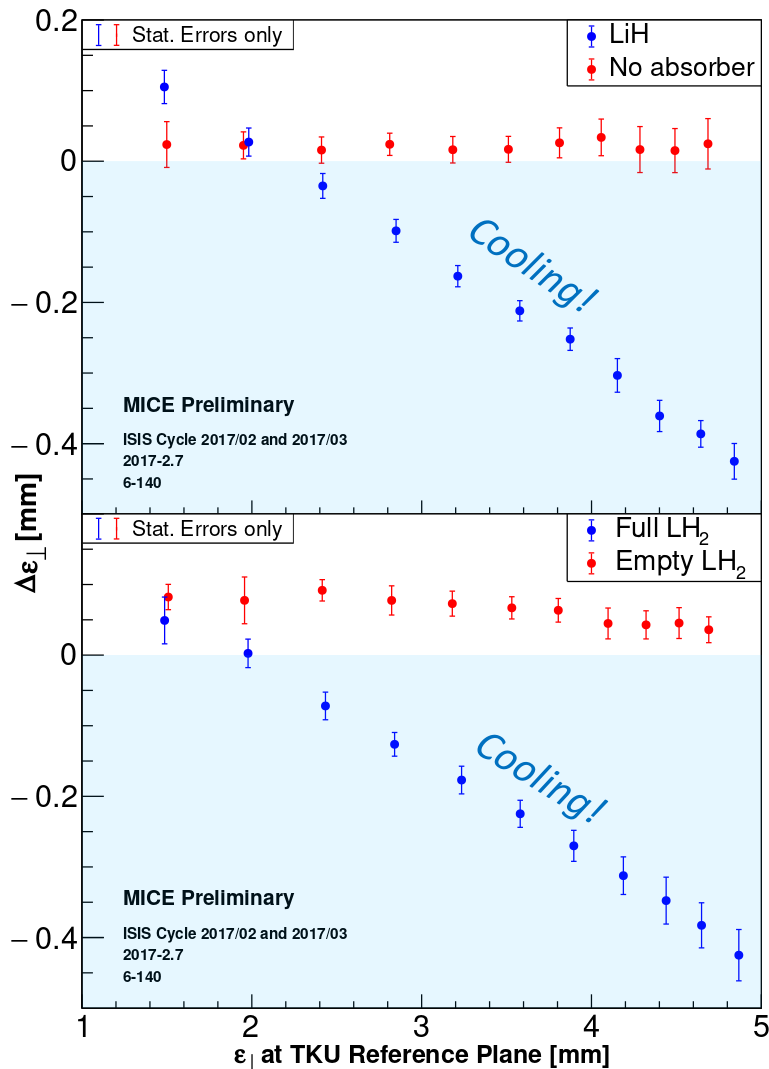 0.2
Stat. Errors only
LiH
No absorber
0
Cooling!
−0.2
MICE Preliminary
ISIS Cycle 2017/02 and 2017/03
2017-2.7
6-140
−0.4
Δε⊥ [mm]
Stat. Errors only
Full LH2
Empty LH2
0
Cooling!
−0.2
MICE Preliminary
ISIS Cycle 2017/02 and 2017/03
2017-2.7
6-140
−0.4
1 2 3 4 5
ε⊥ at TKU Reference Plane [mm]